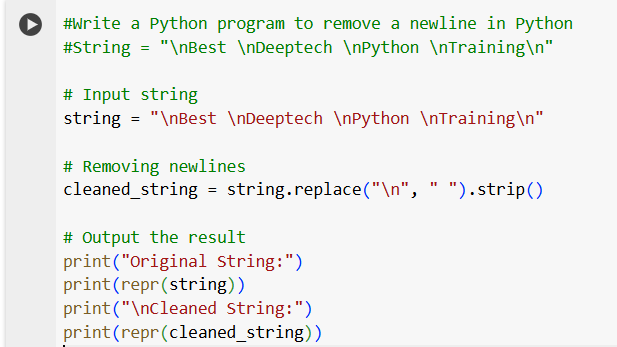 #Write a Python program to remove a newline in Python
#String = "\nBest \nDeeptech \nPython \nTraining\n"
# Input string
string = "\nBest \nDeeptech \nPython \nTraining\n"
# Removing newlines
cleaned_string = string.replace("\n", " ").strip()
# Output the result
print("Original String:")
print(repr(string))
print("\nCleaned String:")
print(repr(cleaned_string))